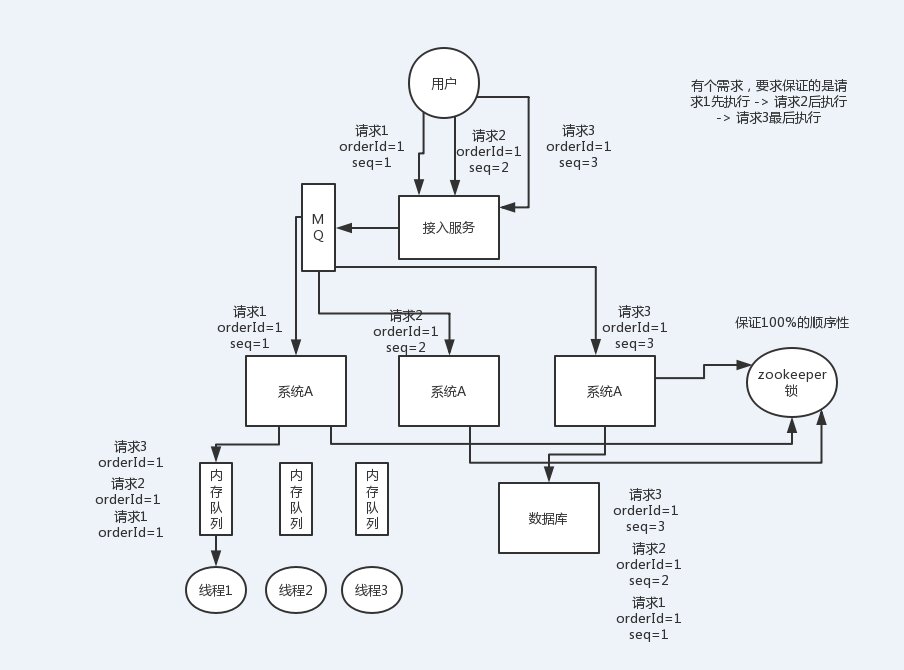 用户
有个需求，要求保证的是请
求1先执行 -> 请求2后执行
-> 请求3最后执行
请求1
orderId=1
seq=1
请求2
orderId=1
seq=2
请求3
orderId=1
seq=3
M
Q
接入服务
请求1
orderId=1
seq=1
请求2
orderId=1
seq=2
请求3
orderId=1
seq=3
保证100%的顺序性
系统A
系统A
系统A
zookeeper
锁
请求3
orderId=1
请求2
orderId=1
请求1
orderId=1
内
存
队
列
内
存
队
列
内
存
队
列
数据库
请求3
orderId=1
seq=3
请求2
orderId=1
seq=2
请求1
orderId=1
seq=1
线程1
线程2
线程3